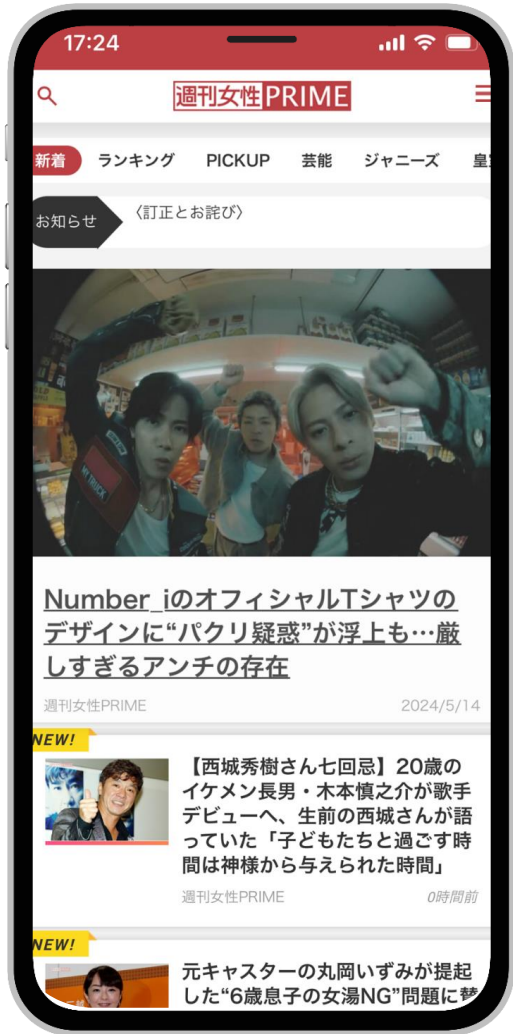 17:24
週刊女性PRIME
新着 ランキング PICKUP 芸能 ジャニーズ 皇
お知らせ 〈訂正とお詫び〉
MY TRUCK
Number_iのオフィシャルTシャツの
デザインに“パクリ疑惑”が浮上も…厳
しすぎるアンチの存在
週刊女性PRIME 2024/5/14
NEW!
【西城秀樹さん七回忌】20歳の
イケメン長男・木本慎之介が歌手
デビューへ、生前の西城さんが語
っていた「子どもたちと過ごす時
間は神様から与えられた時間」
週刊女性PRIME 0時間前
NEW!
元キャスターの丸岡いずみが提起
した“6歳息子の女湯NG”問題に賛